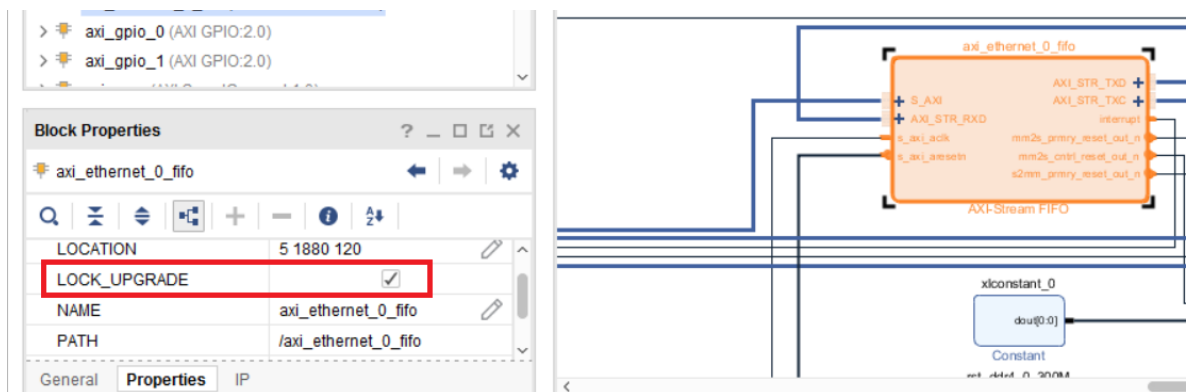 axi_gpio_0 (AXI GPIO:2.0)
axi_gpio_1 (AXI GPIO:2.0)
Block Properties
?
axi_ethernet_0_fifo
LOCATION 5 1880 120
LOCK_UPGRADE
NAME axi_ethernet_0_fifo
PATH /axi_ethernet_0_fifo
General Properties IP
axi_ethernet_0_fifo
S_AXI
AXI_STR_RXD
s_axi_aclk
s_axi_aresetn
AXI_STR_TXD
AXI_STR_TXC
interrupt
mm2s_prmry_reset_out_n
mm2s_cntrl_reset_out_n
s2mm_prmry_reset_out_n
AXI-Stream FIFO
xlconstant_0
dout[0:0]
Constant
rst_ddr4_0_300M